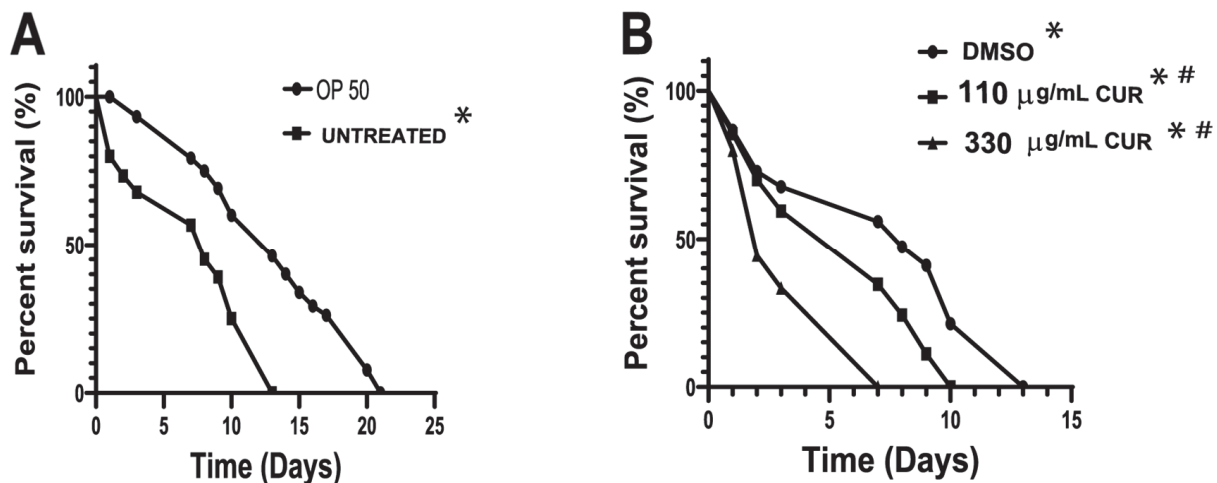 A
B
OP 50
UNTREATED *
DMSO *
110 μg/mL CUR * #
330 μg/mL CUR * #
Percent survival (%)
100
50
0
0 5 10 15 20 25
Time (Days)
Percent survival (%)
100
50
0
0 5 10 15
Time (Days)